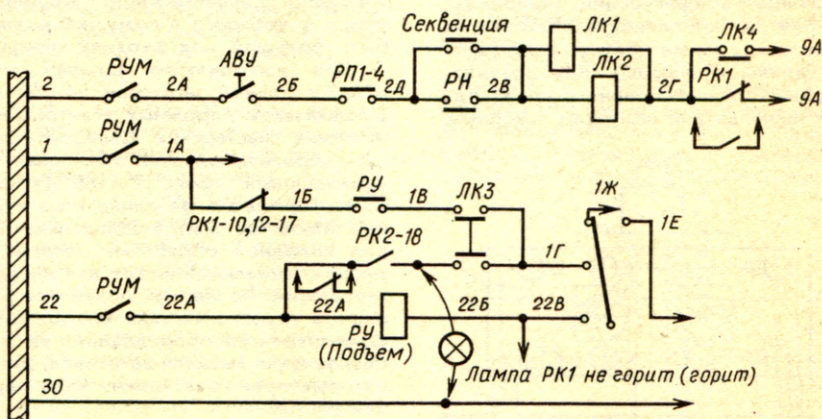 Секвенция ЛК1 ЛК4 9А
ЛК2 РК1
2 РУМ 2А АВУ 2Б РП1-4 2Д РН 2В 2Г 9А
РУМ
1 1А
1Б РУ 1В ЛК3 1Ж 1Е
РК1-10,12-17 РК2-18 1Г
22 РУМ 22А 22А 22Б 22В
РУ
(Подъем)
Лампа РК1 не горит (горит)
30